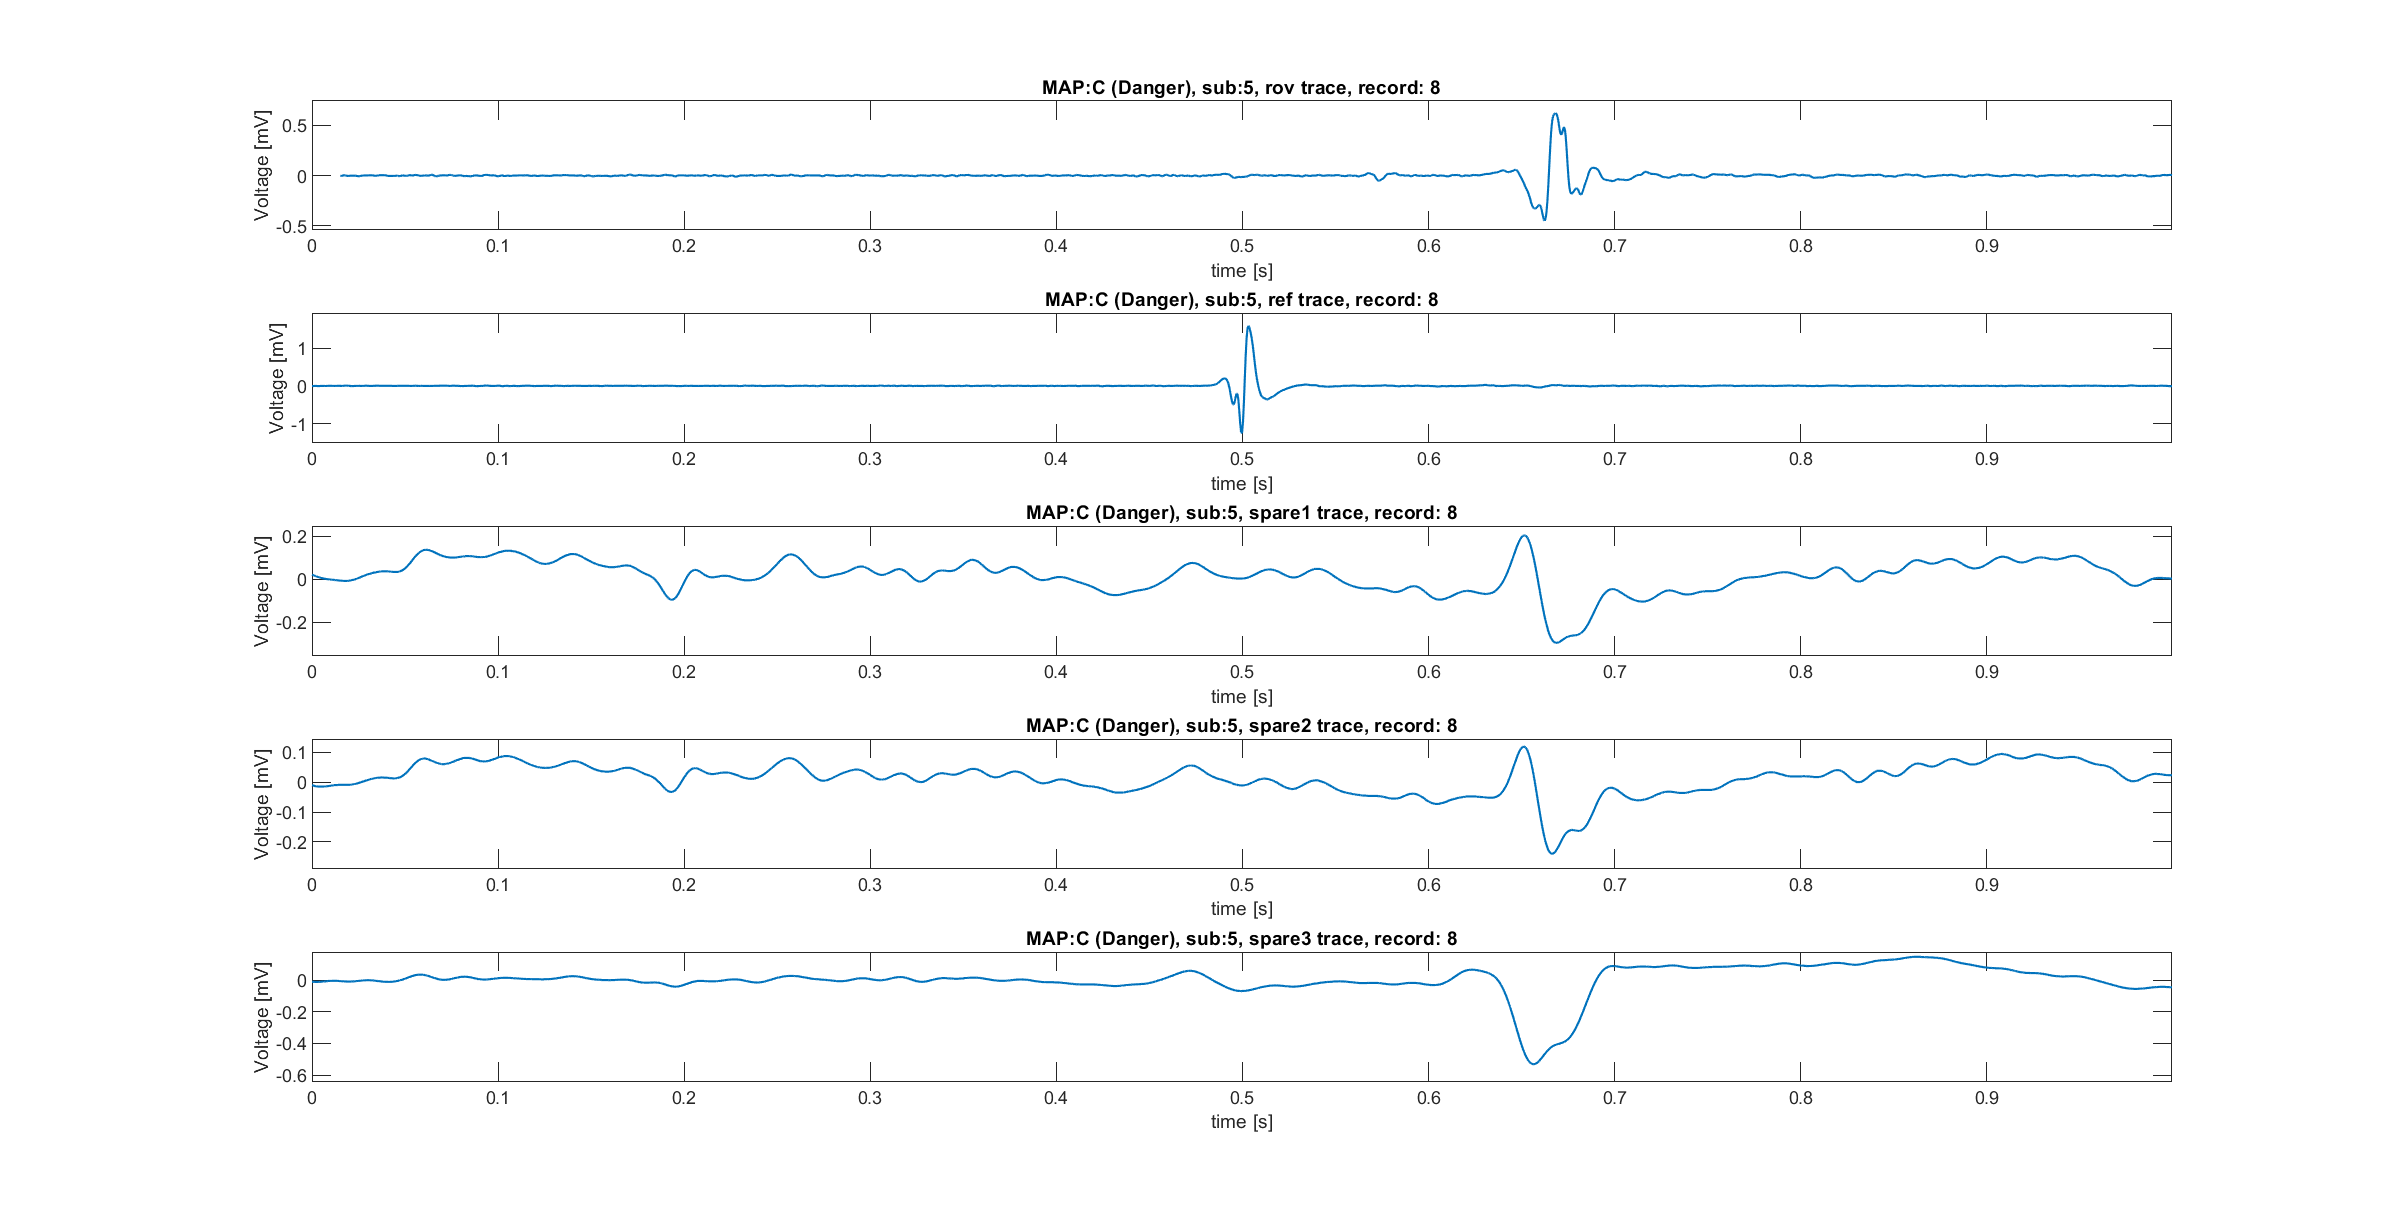 MAP:C (Danger), sub:5, rov trace, record: 8
Voltage [mV]
0.5
0
-0.5
0 0.1 0.2 0.3 0.4 0.5 0.6 0.7 0.8 0.9
time [s]
MAP:C (Danger), sub:5, ref trace, record: 8
Voltage [mV]
1
0
-1
0 0.1 0.2 0.3 0.4 0.5 0.6 0.7 0.8 0.9
time [s]
MAP:C (Danger), sub:5, spare1 trace, record: 8
Voltage [mV]
0.2
0
-0.2
0 0.1 0.2 0.3 0.4 0.5 0.6 0.7 0.8 0.9
time [s]
MAP:C (Danger), sub:5, spare2 trace, record: 8
Voltage [mV]
0.1
0
-0.1
-0.2
0 0.1 0.2 0.3 0.4 0.5 0.6 0.7 0.8 0.9
time [s]
MAP:C (Danger), sub:5, spare3 trace, record: 8
Voltage [mV]
0
-0.2
-0.4
-0.6
0 0.1 0.2 0.3 0.4 0.5 0.6 0.7 0.8 0.9
time [s]